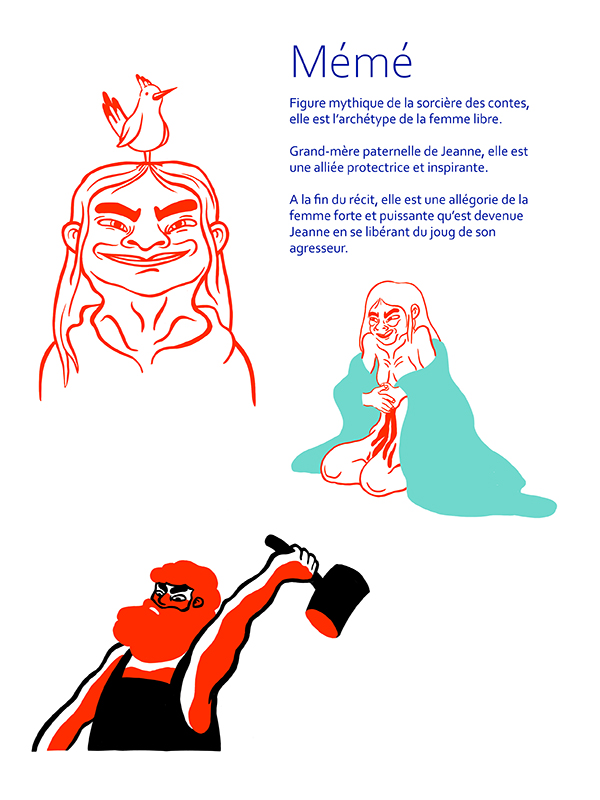 Mémé
Figure mythique de la sorcière des contes,
elle est l'archétype de la femme libre.
Grand-mère paternelle de Jeanne, elle est
une alliée protectrice et inspirante.
A la fin du récit, elle est une allégorie de la
femme forte et puissante qu'est devenue
Jeanne en se libérant du joug de son
agresseur.